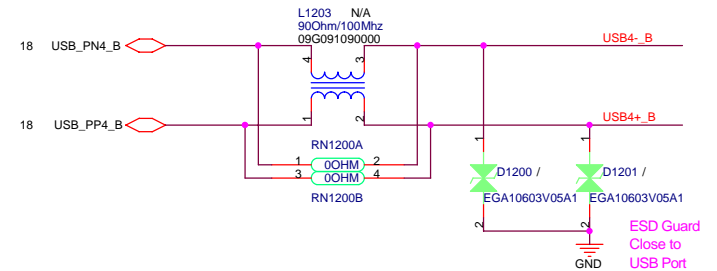 L1203 N/A
90Ohm/100Mhz
09G091090000
18 USB_PN4_B
USB4-_B
4 3
18 USB_PP4_B
USB4+_B
1 2
RN1200A
1 0OHM 2
3 0OHM 4
RN1200B
1 1
D1200 /
D1201 /
EGA10603V05A1
EGA10603V05A1
2 2
ESD Guard
Close to
USB Port
GND